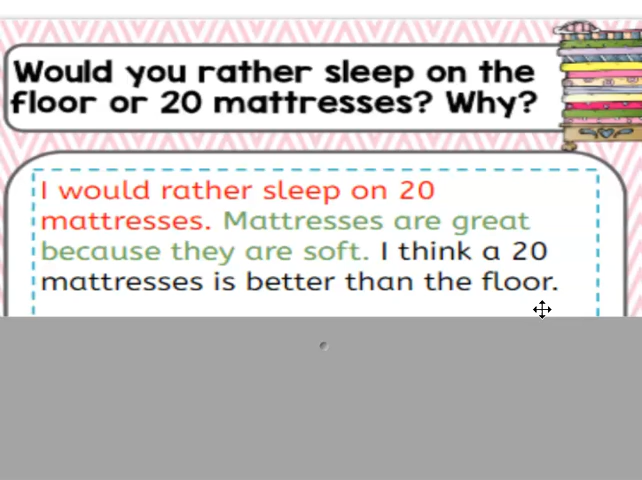 Would you rather sleep on the
floor or 20 mattresses? Why?
I would rather sleep on 20
mattresses. Mattresses are great
because they are soft. I think a 20
mattresses is better than the floor.